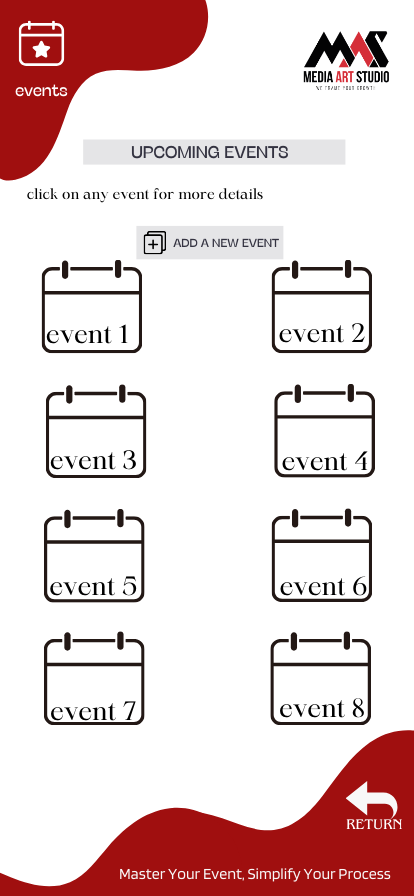 events
MEDIA ART STUDIO
WE FRAME YOUR GROWTH
UPCOMING EVENTS
click on any event for more details
ADD A NEW EVENT
event 1
event 2
event 3
event 4
event 5
event 6
event 7
event 8
RETURN
Master Your Event, Simplify Your Process